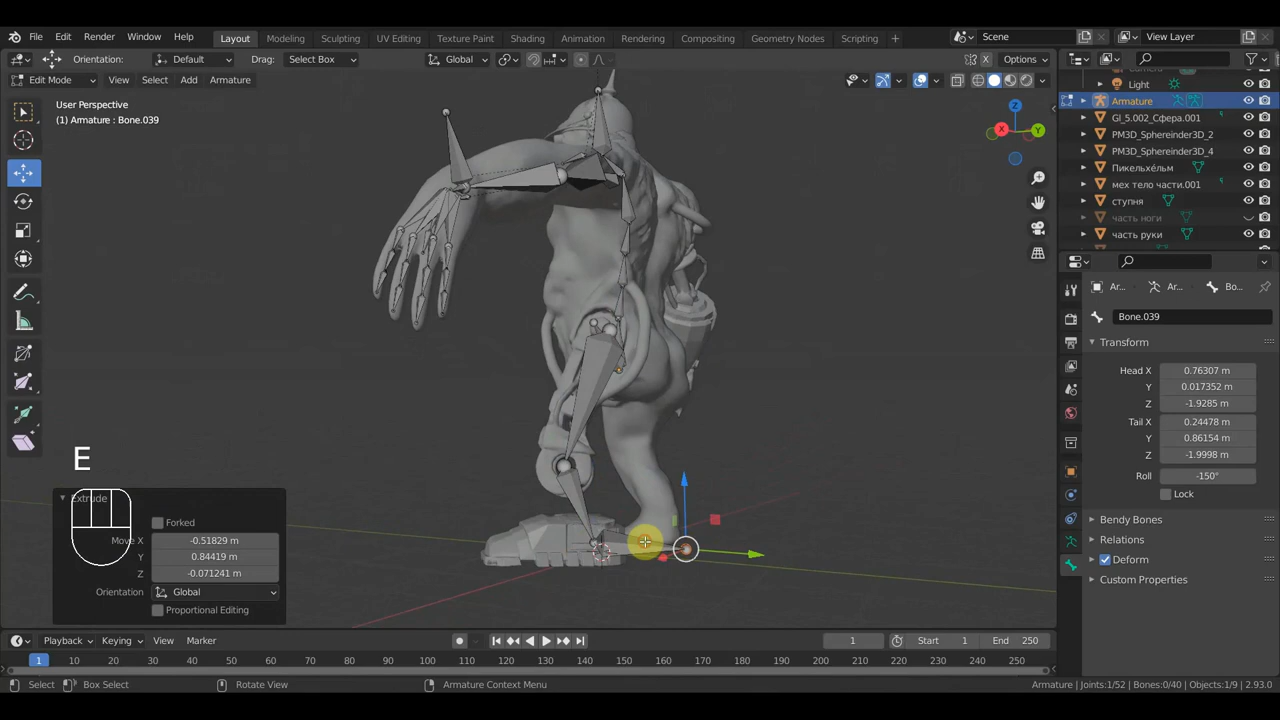 File Edit Render Window Help Layout Modeling Sculpting UV Editing Texture Paint Shading Animation Rendering Compositing Geometry Nodes Scripting + Scene View Layer
Orientation: Default Drag: Select Box Global X Options
Edit Mode View Select Add Armature
User Perspective
(1) Armature : Bone.039
Z
X
Y
Light
Armature
Gl_5.002_Сфера.001
PM3D_Sphereinder3D_2
PM3D_Sphereinder3D_4
Пикельхе́льм
мех тело части.001
ступня
часть ноги
часть руки
Ar... Ar... Bo...
Bone.039
Transform
Head X 0.76307 m
Y 0.017352 m
Z -1.9285 m
Tail X 0.24478 m
Y 0.86154 m
Z -1.9998 m
Roll -150°
Lock
Bendy Bones
Relations
Deform
Custom Properties
E
Extrude
Forked
Move X -0.51829 m
Y 0.84419 m
Z -0.071241 m
Orientation Global
Proportional Editing
Playback Keying View Marker 1 Start 1 End 250
1 10 20 30 40 50 60 70 80 90 100 110 120 130 140 150 160 170 180 190 200 210 220 230 240 250
Select Box Select Rotate View Armature Context Menu Armature | Joints:1/52 | Bones:0/40 | Objects:1/9 | 2.93.0